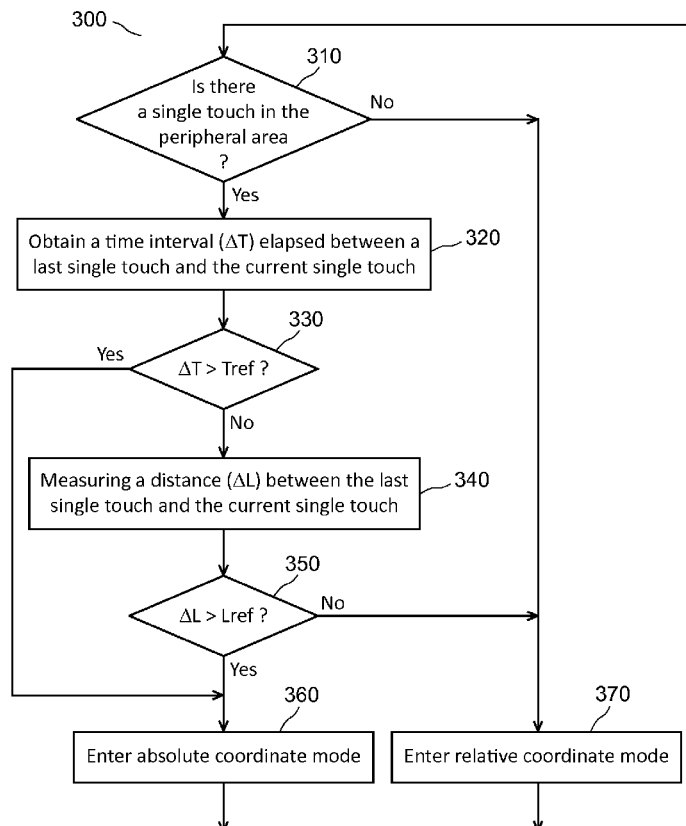 300
310
Is there
a single touch in the
peripheral area
?
No
Yes
Obtain a time interval (ΔT) elapsed between a
last single touch and the current single touch
320
330
Yes
ΔT > Tref ?
No
Measuring a distance (ΔL) between the last
single touch and the current single touch
340
350
ΔL > Lref ?
No
Yes
360
370
Enter absolute coordinate mode
Enter relative coordinate mode